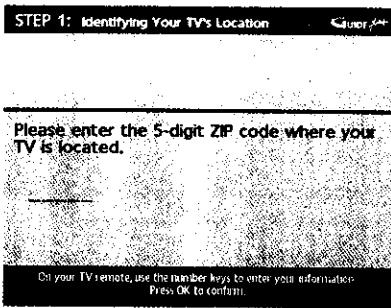 STEP 1: Identifying Your TV's Location
Please enter the 5-digit ZIP code where your
TV is located.
On your TV remote, use the number keys to enter your information
Press OK to confirm.